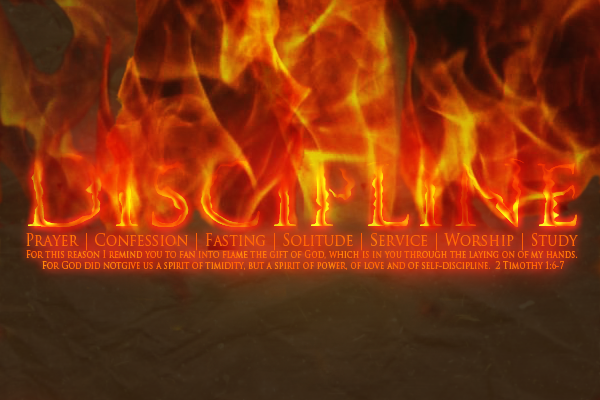 DISCIPLINE
PRAYER | CONFESSION | FASTING | SOLITUDE | SERVICE | WORSHIP | STUDY
FOR THIS REASON I REMIND YOU TO FAN INTO FLAME THE GIFT OF GOD, WHICH IS IN YOU THROUGH THE LAYING ON OF MY HANDS.
FOR GOD DID NOTGIVE US A SPIRIT OF TIMIDITY, BUT A SPIRIT OF POWER, OF LOVE AND OF SELF-DISCIPLINE. 2 TIMOTHY 1:6-7